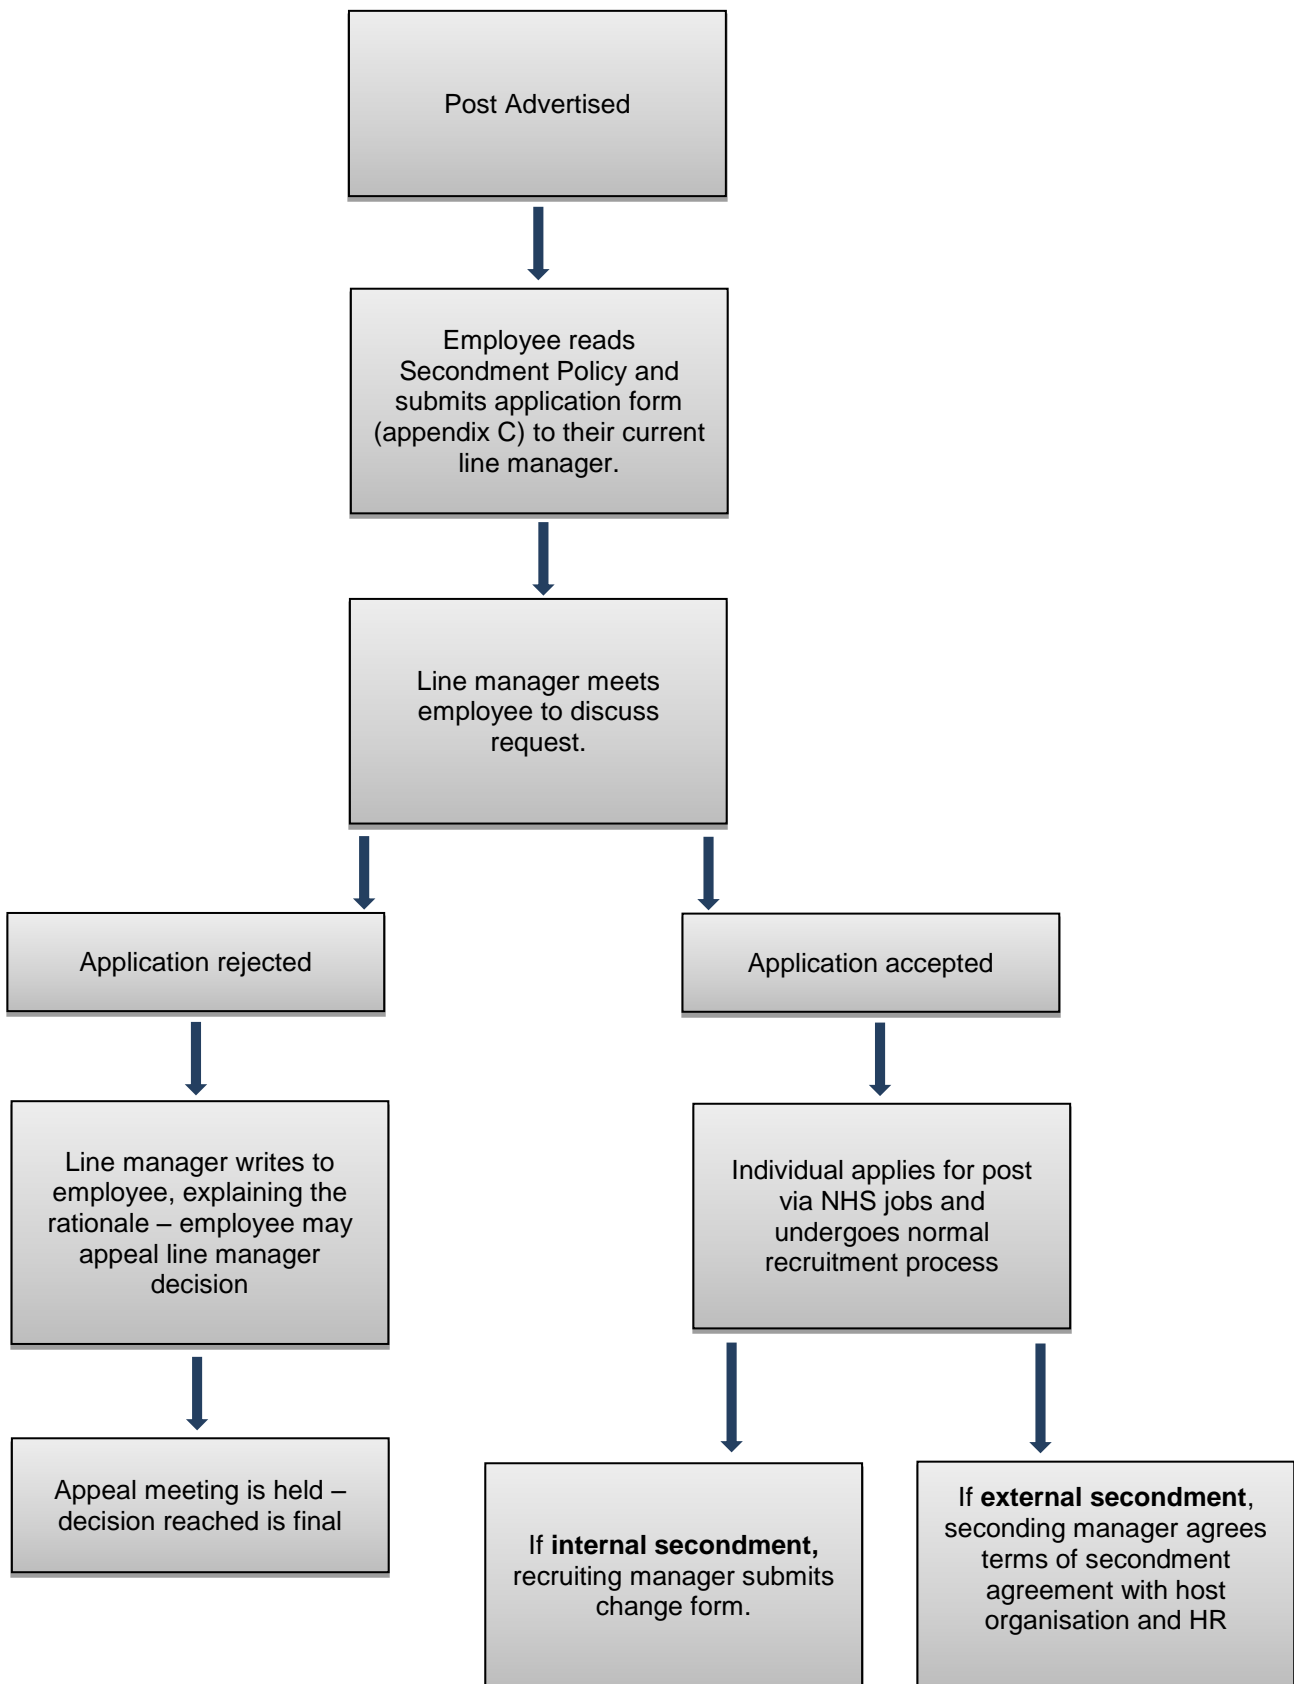 Post Advertised
Employee reads
Secondment Policy and
submits application form
(appendix C) to their current
line manager.
Line manager meets
employee to discuss
request.
Application rejected
Application accepted
Line manager writes to
employee, explaining the
rationale – employee may
appeal line manager
decision
Individual applies for post
via NHS jobs and
undergoes normal
recruitment process
Appeal meeting is held –
decision reached is final
If internal secondment,
recruiting manager submits
change form.
If external secondment,
seconding manager agrees
terms of secondment
agreement with host
organisation and HR